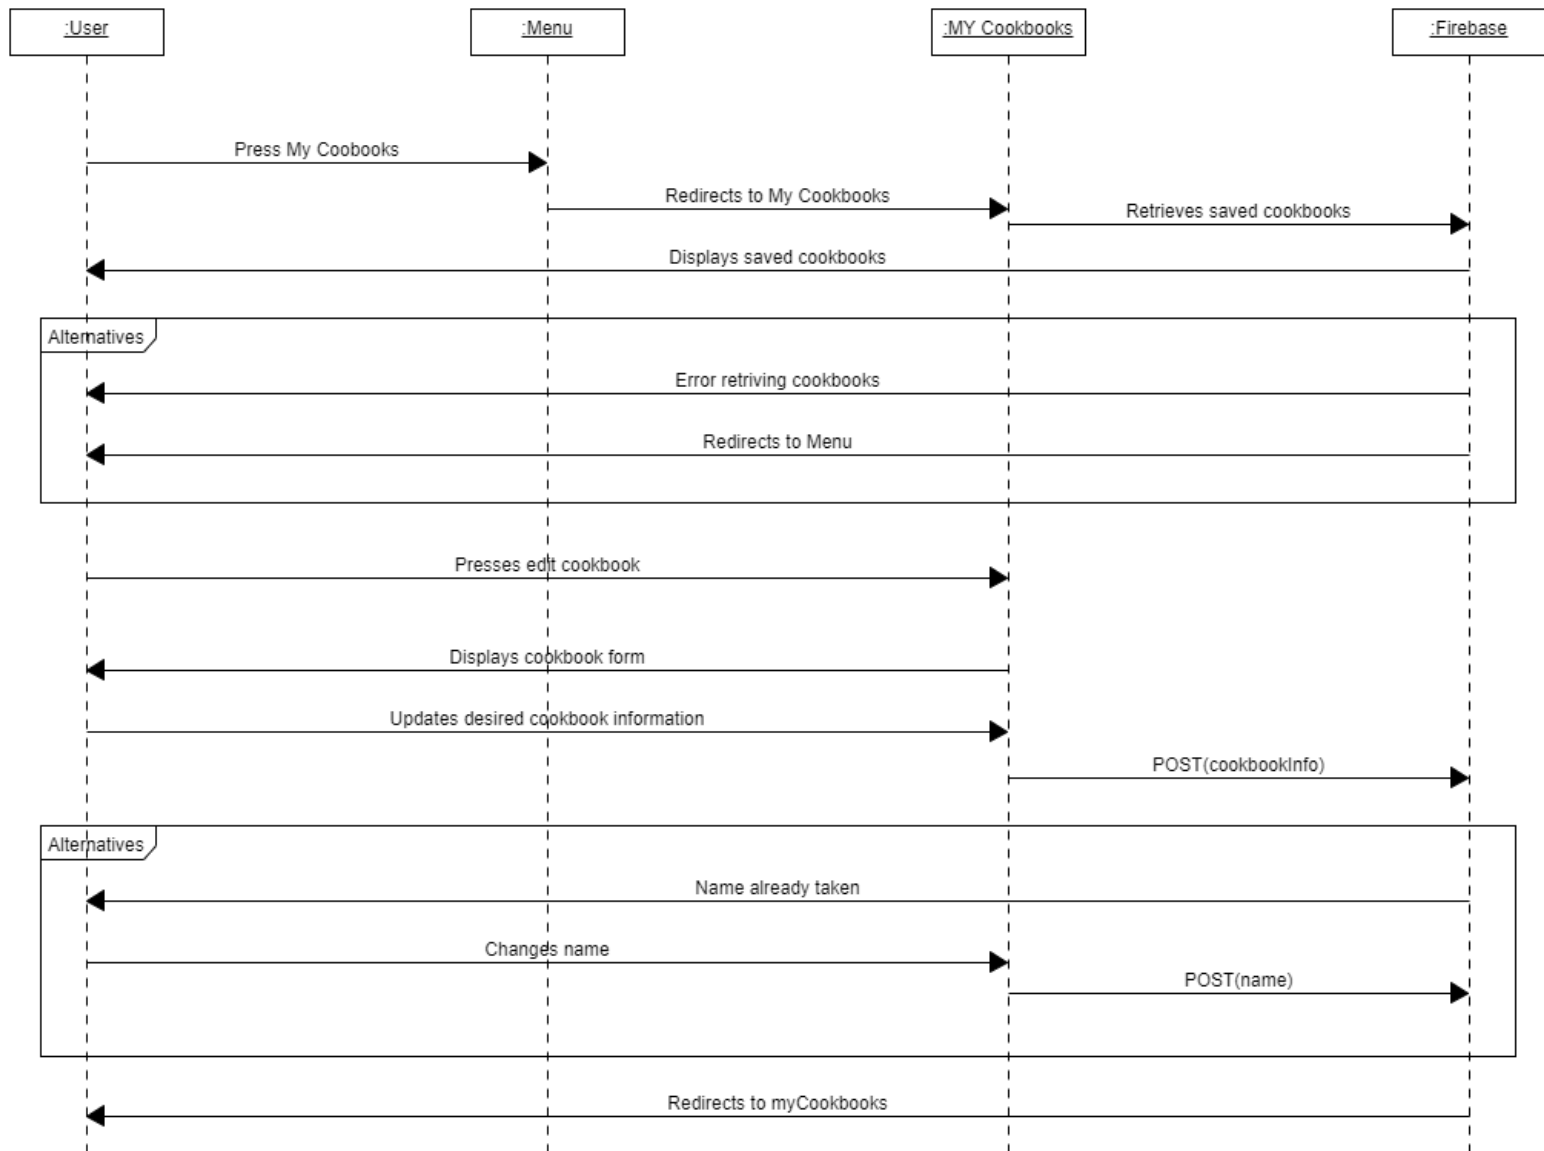 :User
:Menu
:MY Cookbooks
:Firebase
Press My Coobooks
Redirects to My Cookbooks
Retrieves saved cookbooks
Displays saved cookbooks
Alternatives
Error retriving cookbooks
Redirects to Menu
Presses edit cookbook
Displays cookbook form
Updates desired cookbook information
POST(cookbookInfo)
Alternatives
Name already taken
Changes name
POST(name)
Redirects to myCookbooks